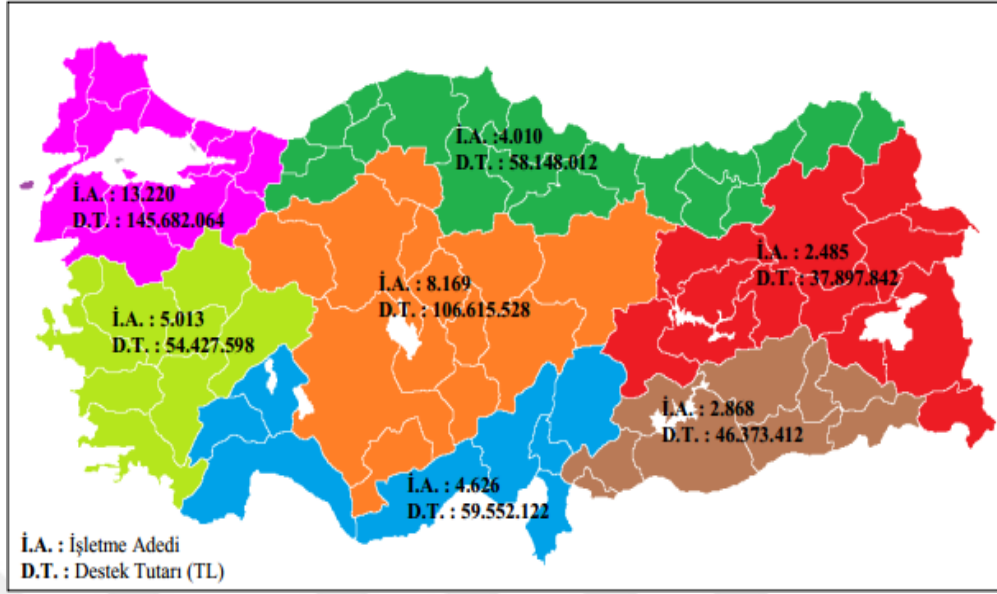 İ.A. :4.010
D.T. : 58.148.012
İ.A. : 13.220
D.T. : 145.682.064
İ.A. : 2.485
D.T. : 37.897.842
İ.A. : 8.169
D.T. : 106.615.528
İ.A. : 5.013
D.T. : 54.427.598
İ.A. : 2.868
D.T. : 46.373.412
İ.A. : 4.626
D.T. : 59.552.122
İ.A. : İşletme Adedi
D.T. : Destek Tutarı (TL)